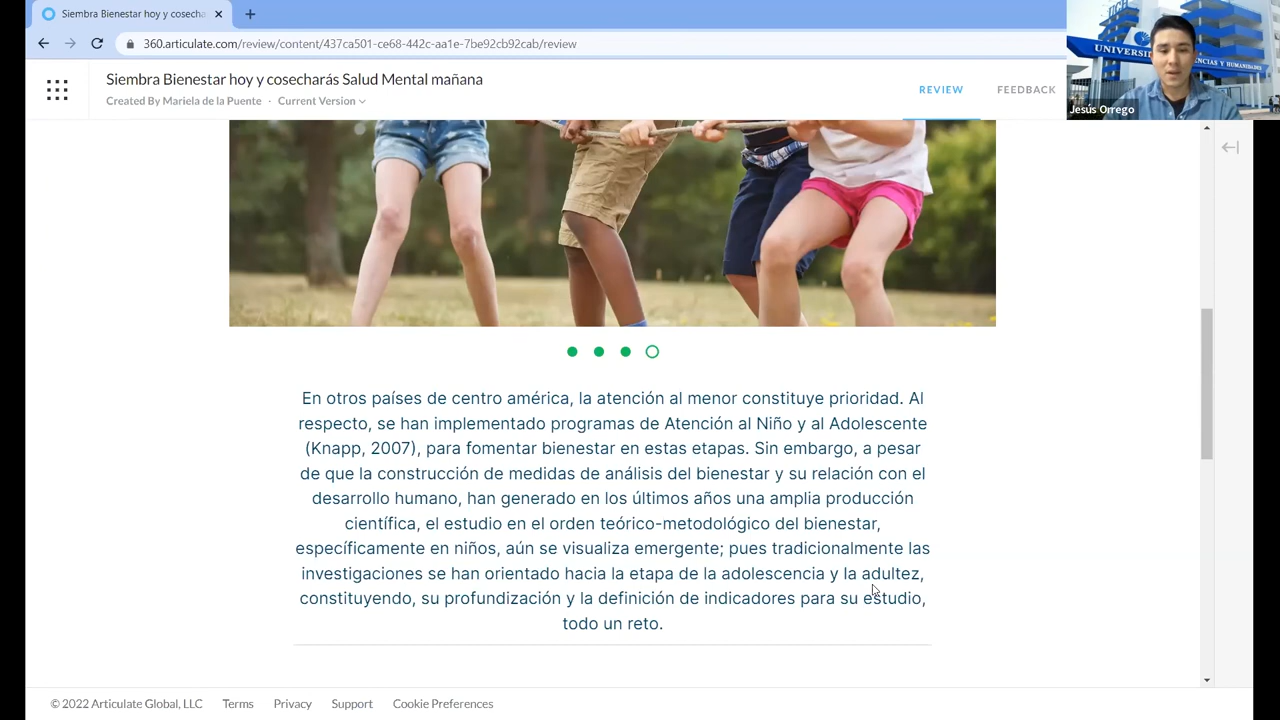 Siembra Bienestar hoy y cosecha
360.articulate.com/review/content/437ca501-ce68-442c-aa1e-7be92cb92cab/review
Siembra Bienestar hoy y cosecharás Salud Mental mañana
Created By Mariela de la Puente · Current Version
REVIEW
FEEDBACK
UCH
UNIVERSI
ENCIAS Y HUMANIDADES
Jesús Orrego
En otros países de centro américa, la atención al menor constituye prioridad. Al
respecto, se han implementado programas de Atención al Niño y al Adolescente
(Knapp, 2007), para fomentar bienestar en estas etapas. Sin embargo, a pesar
de que la construcción de medidas de análisis del bienestar y su relación con el
desarrollo humano, han generado en los últimos años una amplia producción
científica, el estudio en el orden teórico-metodológico del bienestar,
específicamente en niños, aún se visualiza emergente; pues tradicionalmente las
investigaciones se han orientado hacia la etapa de la adolescencia y la adultez,
constituyendo, su profundización y la definición de indicadores para su estudio,
todo un reto.
© 2022 Articulate Global, LLC
Terms
Privacy
Support
Cookie Preferences